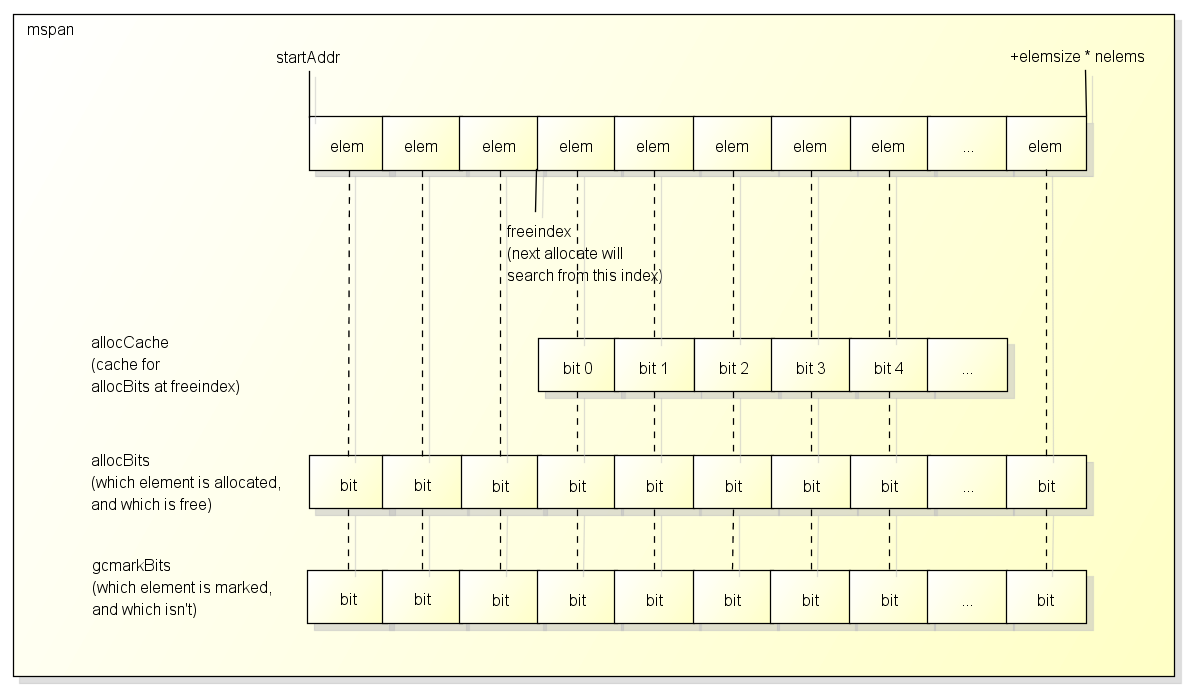 mspan
startAddr
+elemsize * nelems
elem elem elem elem elem elem elem elem ... elem
freeindex
(next allocate will
search from this index)
allocCache
(cache for
allocBits at freeindex)
bit 0 bit 1 bit 2 bit 3 bit 4 ...
allocBits
(which element is allocated,
and which is free)
bit bit bit bit bit bit bit bit ... bit
gcmarkBits
(which element is marked,
and which isn't)
bit bit bit bit bit bit bit bit ... bit